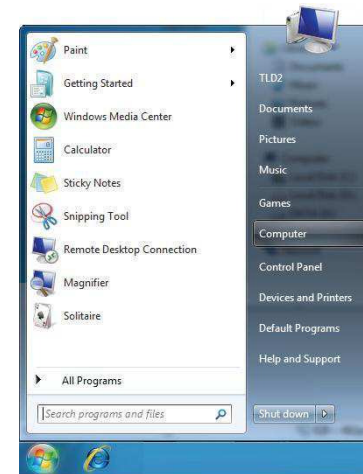 Paint
Getting Started
Windows Media Center
Calculator
Sticky Notes
Snipping Tool
Remote Desktop Connection
Magnifier
Solitaire
All Programs
Search programs and files
TLD2
Documents
Pictures
Music
Games
Computer
Control Panel
Devices and Printers
Default Programs
Help and Support
Shut down